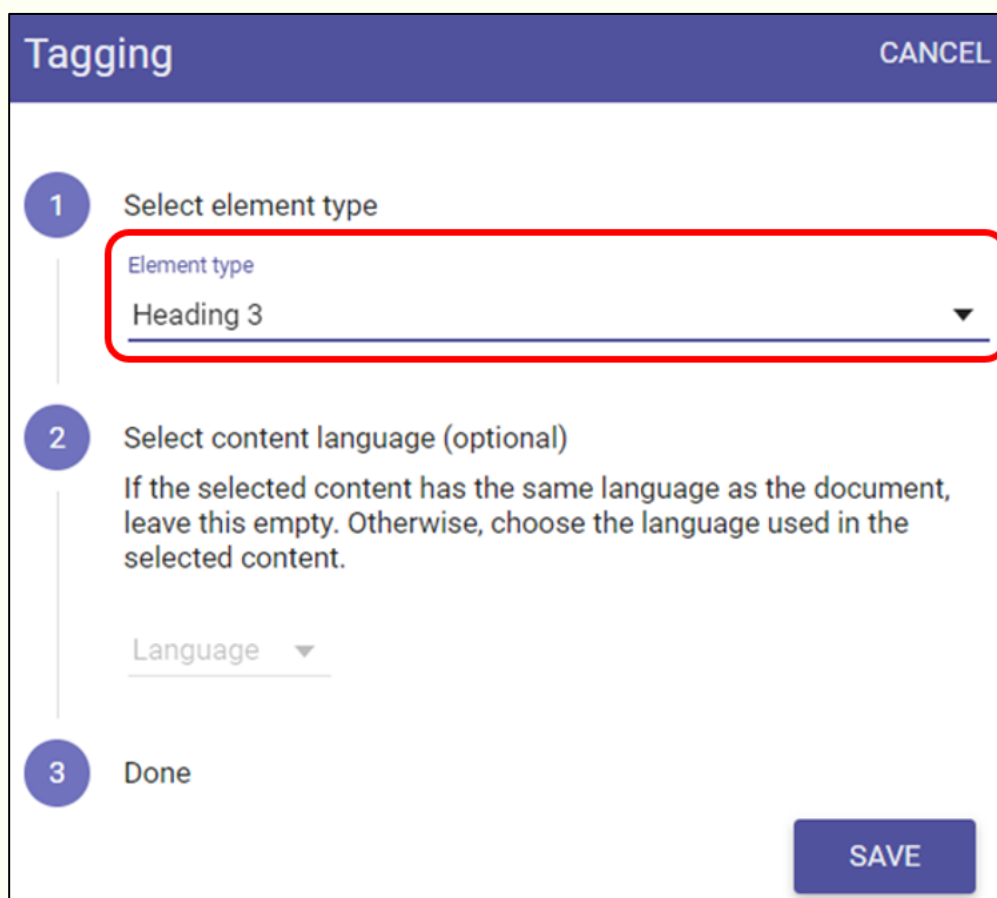 Tagging
CANCEL
1
Select element type
Element type
Heading 3
2
Select content language (optional)
If the selected content has the same language as the document,
leave this empty. Otherwise, choose the language used in the
selected content.
Language
3
Done
SAVE